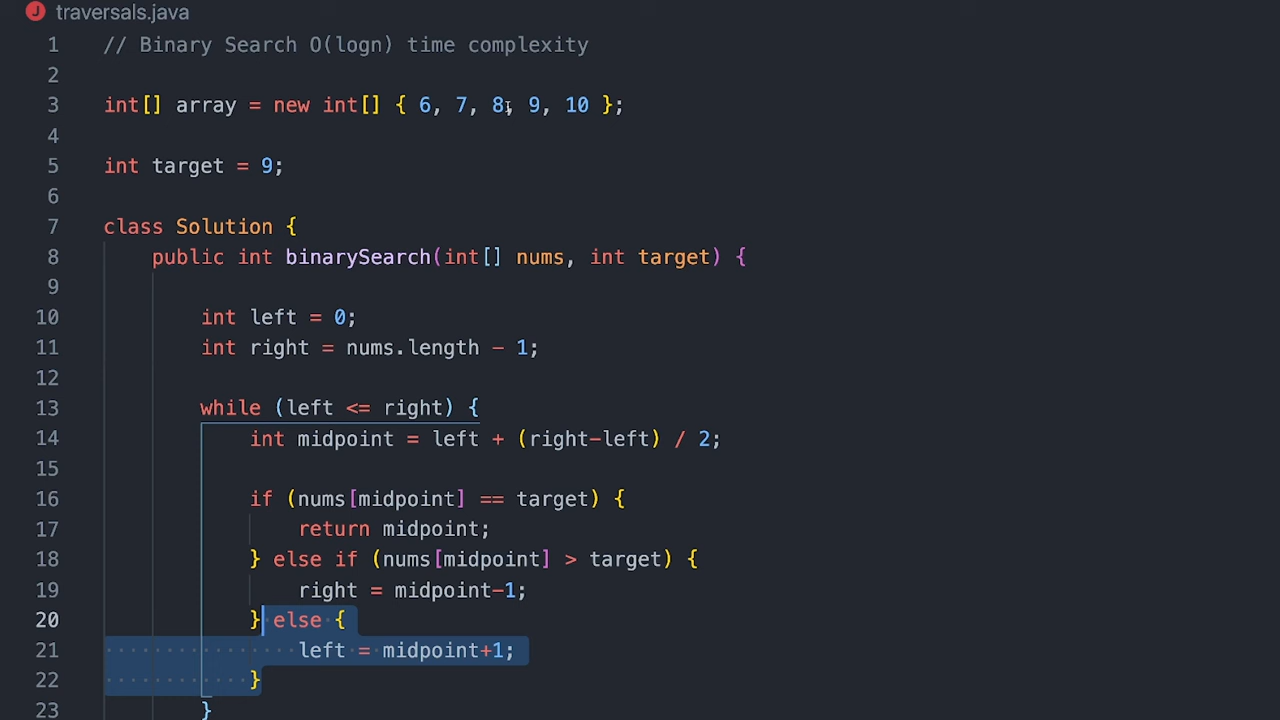 J traversals.java
1 // Binary Search O(logn) time complexity
2
3 int[] array = new int[] { 6, 7, 8, 9, 10 };
4
5 int target = 9;
6
7 class Solution {
8     public int binarySearch(int[] nums, int target) {
9
10         int left = 0;
11         int right = nums.length - 1;
12
13         while (left <= right) {
14             int midpoint = left + (right-left) / 2;
15
16             if (nums[midpoint] == target) {
17                 return midpoint;
18             } else if (nums[midpoint] > target) {
19                 right = midpoint-1;
20             } else {
21                 left = midpoint+1;
22             }
23         }